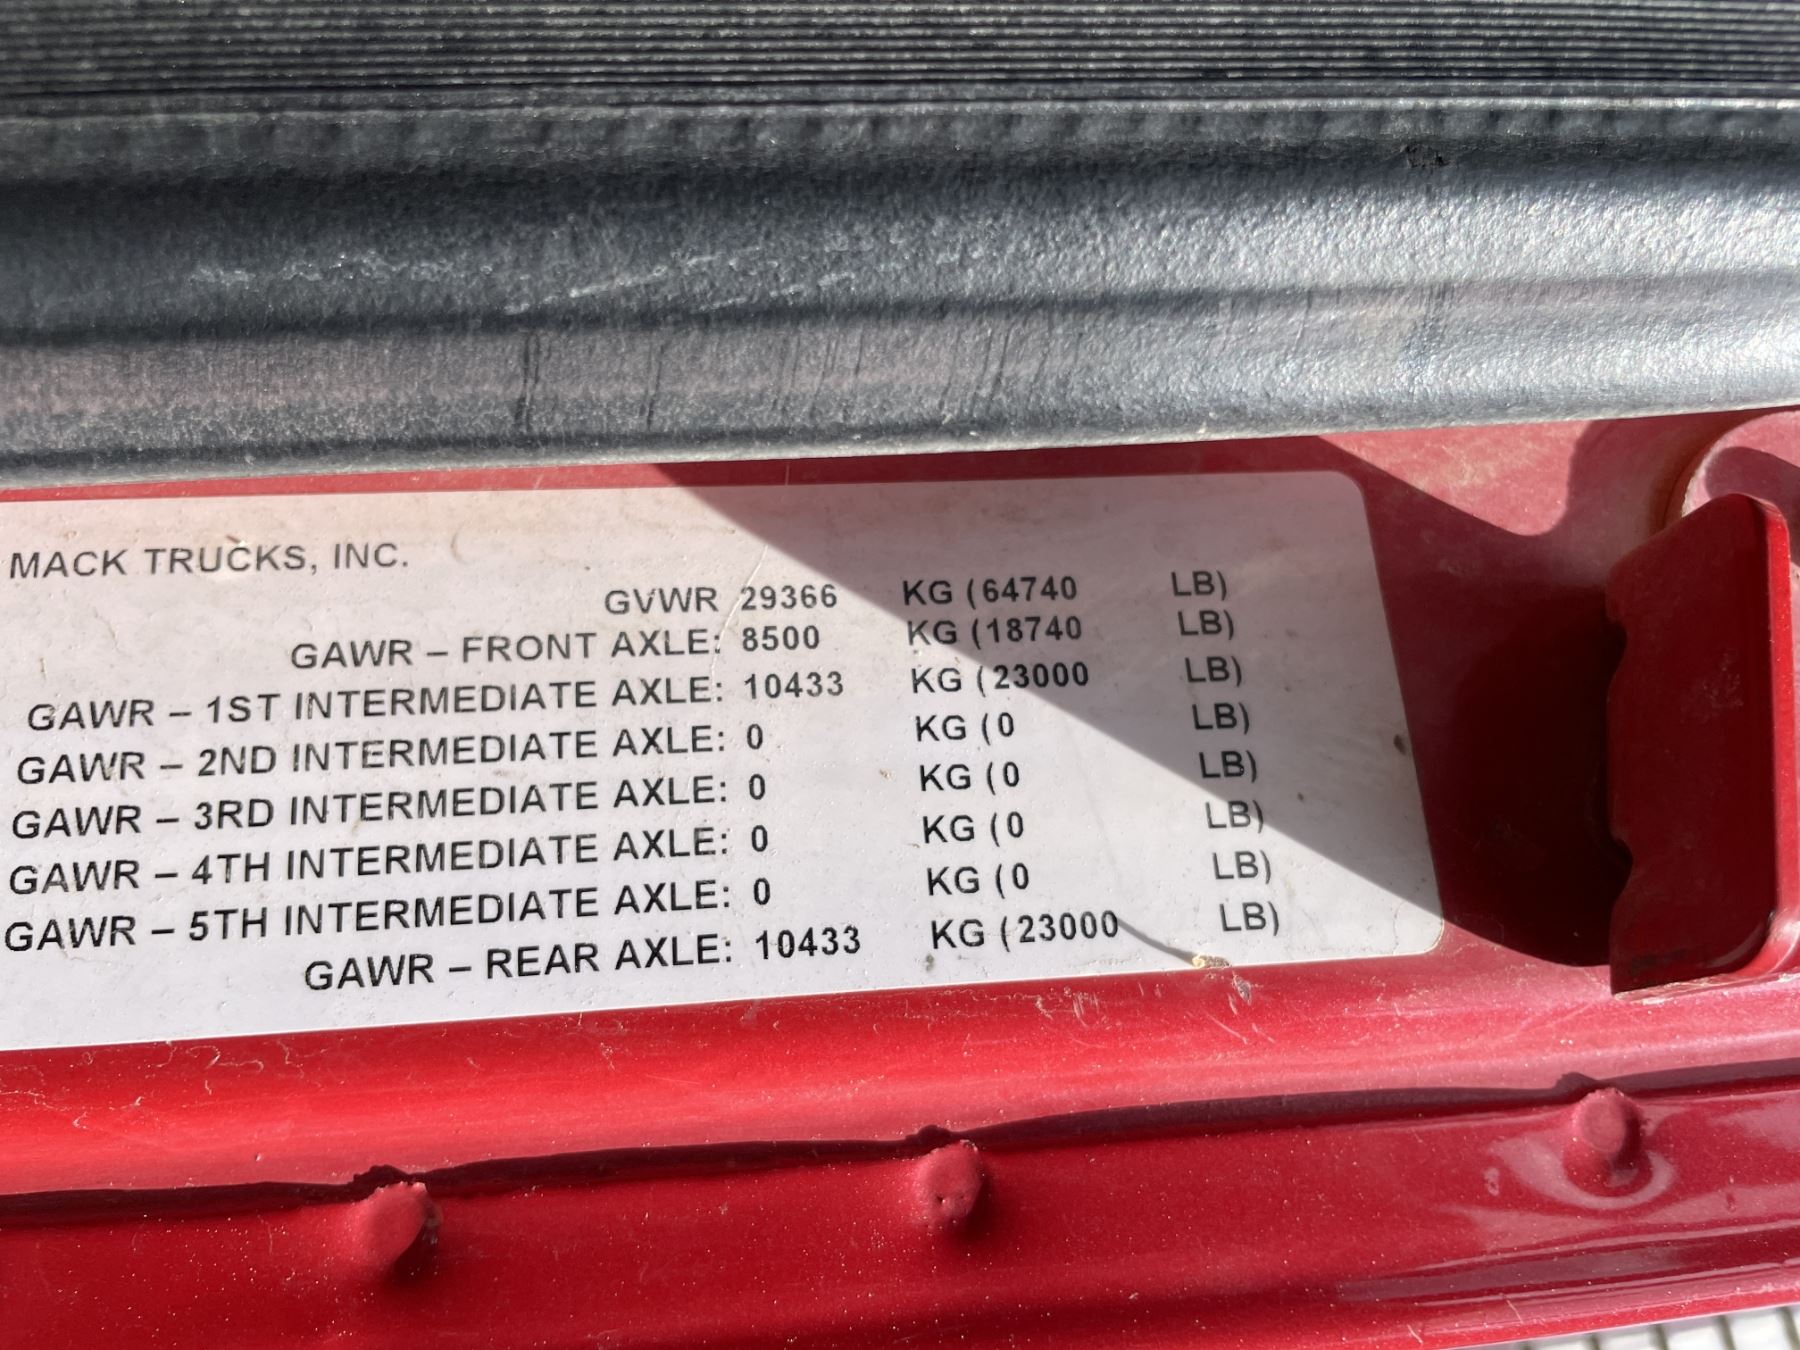 MACK TRUCKS, INC.
GVWR 29366 KG (64740 LB)
GAWR – FRONT AXLE: 8500 KG (18740 LB)
GAWR – 1ST INTERMEDIATE AXLE: 10433 KG (23000 LB)
GAWR – 2ND INTERMEDIATE AXLE: 0 KG (0 LB)
GAWR – 3RD INTERMEDIATE AXLE: 0 KG (0 LB)
GAWR – 4TH INTERMEDIATE AXLE: 0 KG (0 LB)
GAWR – 5TH INTERMEDIATE AXLE: 0 KG (0 LB)
GAWR – REAR AXLE: 10433 KG (23000 LB)